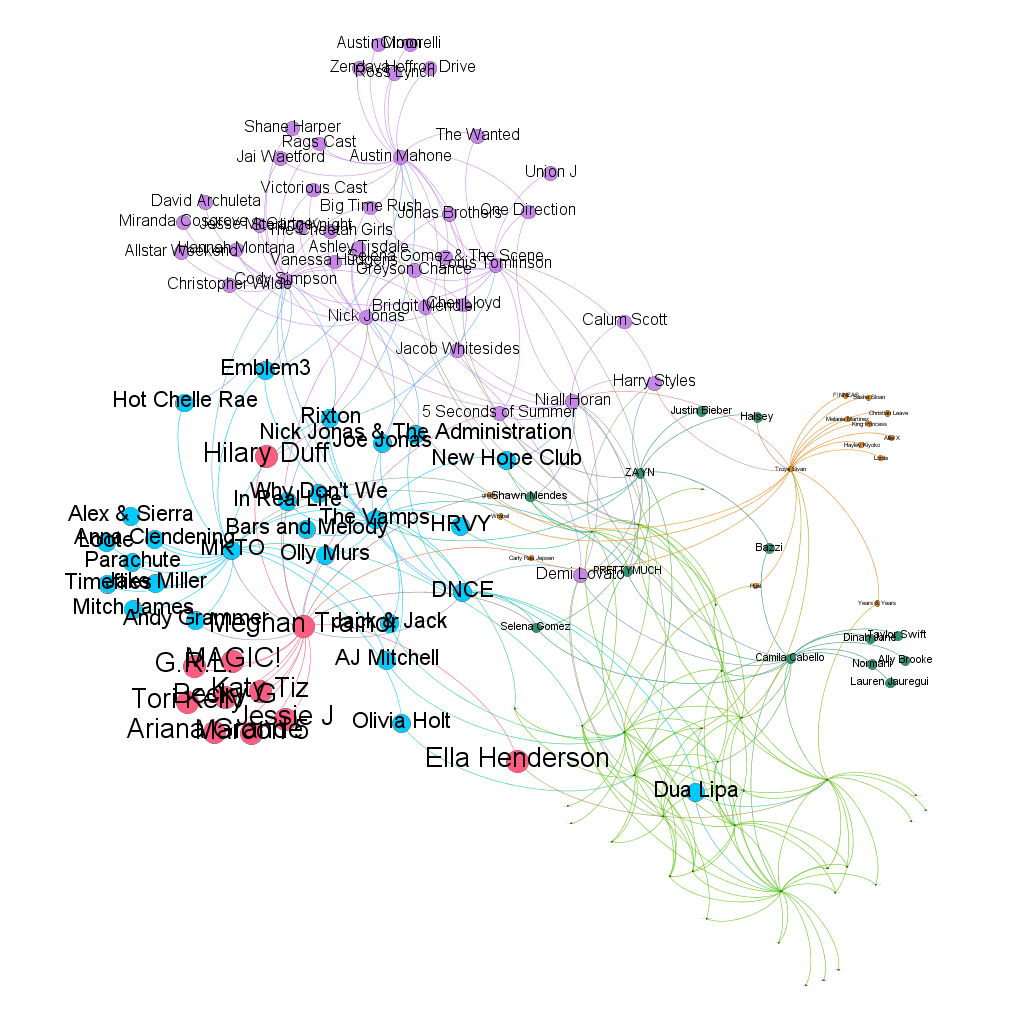 Austin Moon
Cimorelli
Zendaya
Heffron Drive
Ross Lynch
Shane Harper
Rags Cast
The Wanted
Jai Waetford
Austin Mahone
Union J
Victorious Cast
David Archuleta
Big Time Rush
Jonas Brothers
One Direction
Miranda Cosgrove
Jesse McCartney
Sterling Knight
The Cheetah Girls
Allstar Weekend
Hannah Montana
Ashley Tisdale
Vanessa Hudgens
Selena Gomez & The Scene
Louis Tomlinson
Greyson Chance
Christopher Wilde
Cody Simpson
Bridgit Mendler
Cher Lloyd
Nick Jonas
Calum Scott
Jacob Whitesides
Emblem3
Harry Styles
Hot Chelle Rae
Niall Horan
Rixton
5 Seconds of Summer
Justin Bieber
Halsey
FINNEAS
Sasha Sloan
Christian Leave
Melanie Martinez
King Princess
Nick Jonas & The Administration
Joe Jonas
Hayley Kiyoko
Allie X
Hilary Duff
New Hope Club
Lorde
Troye Sivan
ZAYN
Why Don't We
In Real Life
Shawn Mendes
Alex & Sierra
The Vamps
Bars and Melody
HRVY
Anna Clendening
Loote
MKTO
Olly Murs
Parachute
Carly Rae Jepsen
Bazzi
Timeflies
Jake Miller
Demi Lovato
PRETTYMUCH
DNCE
Mitch James
Years & Years
Andy Grammer
Meghan Trainor
Jack & Jack
Selena Gomez
Dinah Jane
Taylor Swift
G.R.L.
MAGIC!
AJ Mitchell
Camila Cabello
Normani
Ally Brooke
Lauren Jauregui
Tori Kelly
Becky G
Katy Tiz
Ariana Grande
Maroon 5
Jessie J
Olivia Holt
Ella Henderson
Dua Lipa